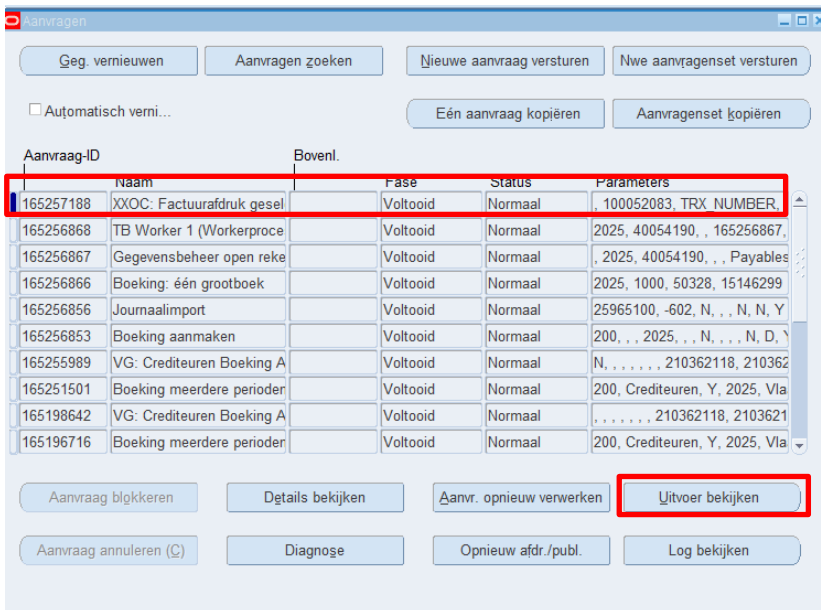 Aanvragen
Geg. vernieuwen Aanvragen zoeken Nieuwe aanvraag versturen Nwe aanvragenset versturen
Automatisch verni... Eén aanvraag kopiëren Aanvragenset kopiëren
Aanvraag-ID Bovenl.
Naam Fase Status Parameters
165257188 XXOC: Factuurafdruk gesel Voltooid Normaal , 100052083, TRX_NUMBER,
165256868 TB Worker 1 (Workerproce Voltooid Normaal 2025, 40054190, , 165256867,
165256867 Gegevensbeheer open reke Voltooid Normaal , 2025, 40054190, , , Payables
165256866 Boeking: één grootboek Voltooid Normaal 2025, 1000, 50328, 15146299
165256856 Journaalimport Voltooid Normaal 25965100, -602, N, , , N, N, Y
165256853 Boeking aanmaken Voltooid Normaal 200, , , 2025, , , N, , , , N, D, Y
165255989 VG: Crediteuren Boeking A Voltooid Normaal N, , , , , , , 210362118, 210362
165251501 Boeking meerdere perioden Voltooid Normaal 200, Crediteuren, Y, 2025, Vla
165198642 VG: Crediteuren Boeking A Voltooid Normaal , , , , , , , 210362118, 2103621
165196716 Boeking meerdere perioden Voltooid Normaal 200, Crediteuren, Y, 2025, Vla
Aanvraag blokkeren Details bekijken Aanvr. opnieuw verwerken Uitvoer bekijken
Aanvraag annuleren (C) Diagnose Opnieuw afdr./publ. Log bekijken